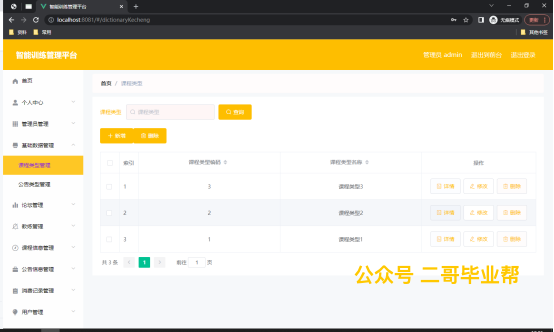 智能训练管理平台
localhost:8081/#/dictionaryKecheng
无痕模式
更新
资料
常用
其他书签
智能训练管理平台
管理员 admin
退出到前台
退出登录
首页
个人中心
管理员管理
基础数据管理
课程类型管理
公告类型管理
论坛管理
教练管理
课程信息管理
公告信息管理
消费记录管理
用户管理
首页 / 课程类型
课程类型
课程类型
查询
+ 新增
删除
索引 课程类型编码 课程类型名称 操作
1 3 课程类型3 详情 修改 删除
2 2 课程类型2 详情 修改 删除
3 1 课程类型1 详情 修改 删除
共 3 条 < 1 > 前往 1 页
公众号 二哥毕业帮